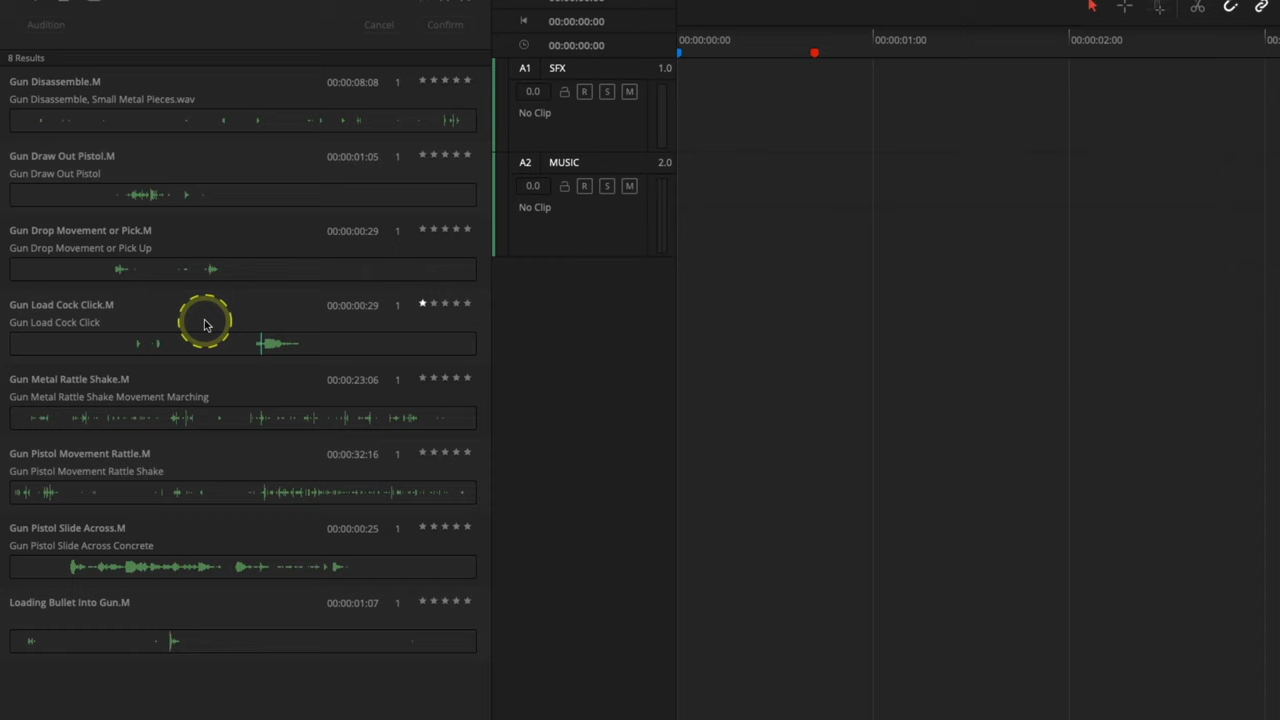 Audition Cancel Confirm
8 Results
Gun Disassemble.M 00:00:08:08 1
Gun Disassemble, Small Metal Pieces.wav
Gun Draw Out Pistol.M 00:00:01:05 1
Gun Draw Out Pistol
Gun Drop Movement or Pick.M 00:00:00:29 1
Gun Drop Movement or Pick Up
Gun Load Cock Click.M 00:00:00:29 1
Gun Load Cock Click
Gun Metal Rattle Shake.M 00:00:23:06 1
Gun Metal Rattle Shake Movement Marching
Gun Pistol Movement Rattle.M 00:00:32:16 1
Gun Pistol Movement Rattle Shake
Gun Pistol Slide Across.M 00:00:00:25 1
Gun Pistol Slide Across Concrete
Loading Bullet Into Gun.M 00:00:01:07 1
00:00:00:00
00:00:00:00
A1 SFX 1.0
0.0 R S M
No Clip
A2 MUSIC 2.0
0.0 R S M
No Clip
00:00:00:00 00:00:01:00 00:00:02:00